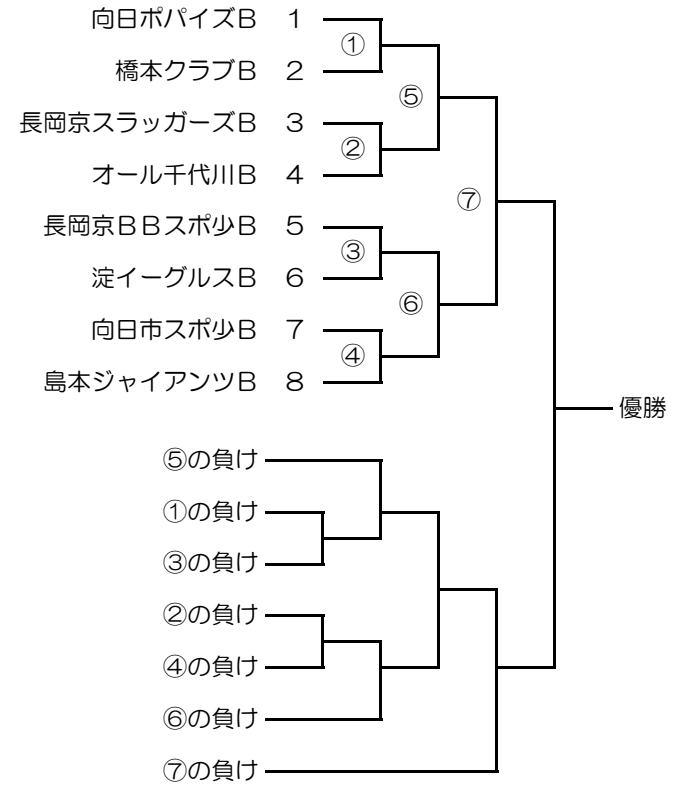 向日ポパイズＢ　１
①
橋本クラブＢ　２
⑤
長岡京スラッガーズＢ　３
②
オール千代川Ｂ　４
⑦
長岡京ＢＢスポ少Ｂ　５
③
淀イーグルスＢ　６
⑥
向日市スポ少Ｂ　７
④
島本ジャイアンツＢ　８
優勝
⑤の負け
①の負け
③の負け
②の負け
④の負け
⑥の負け
⑦の負け